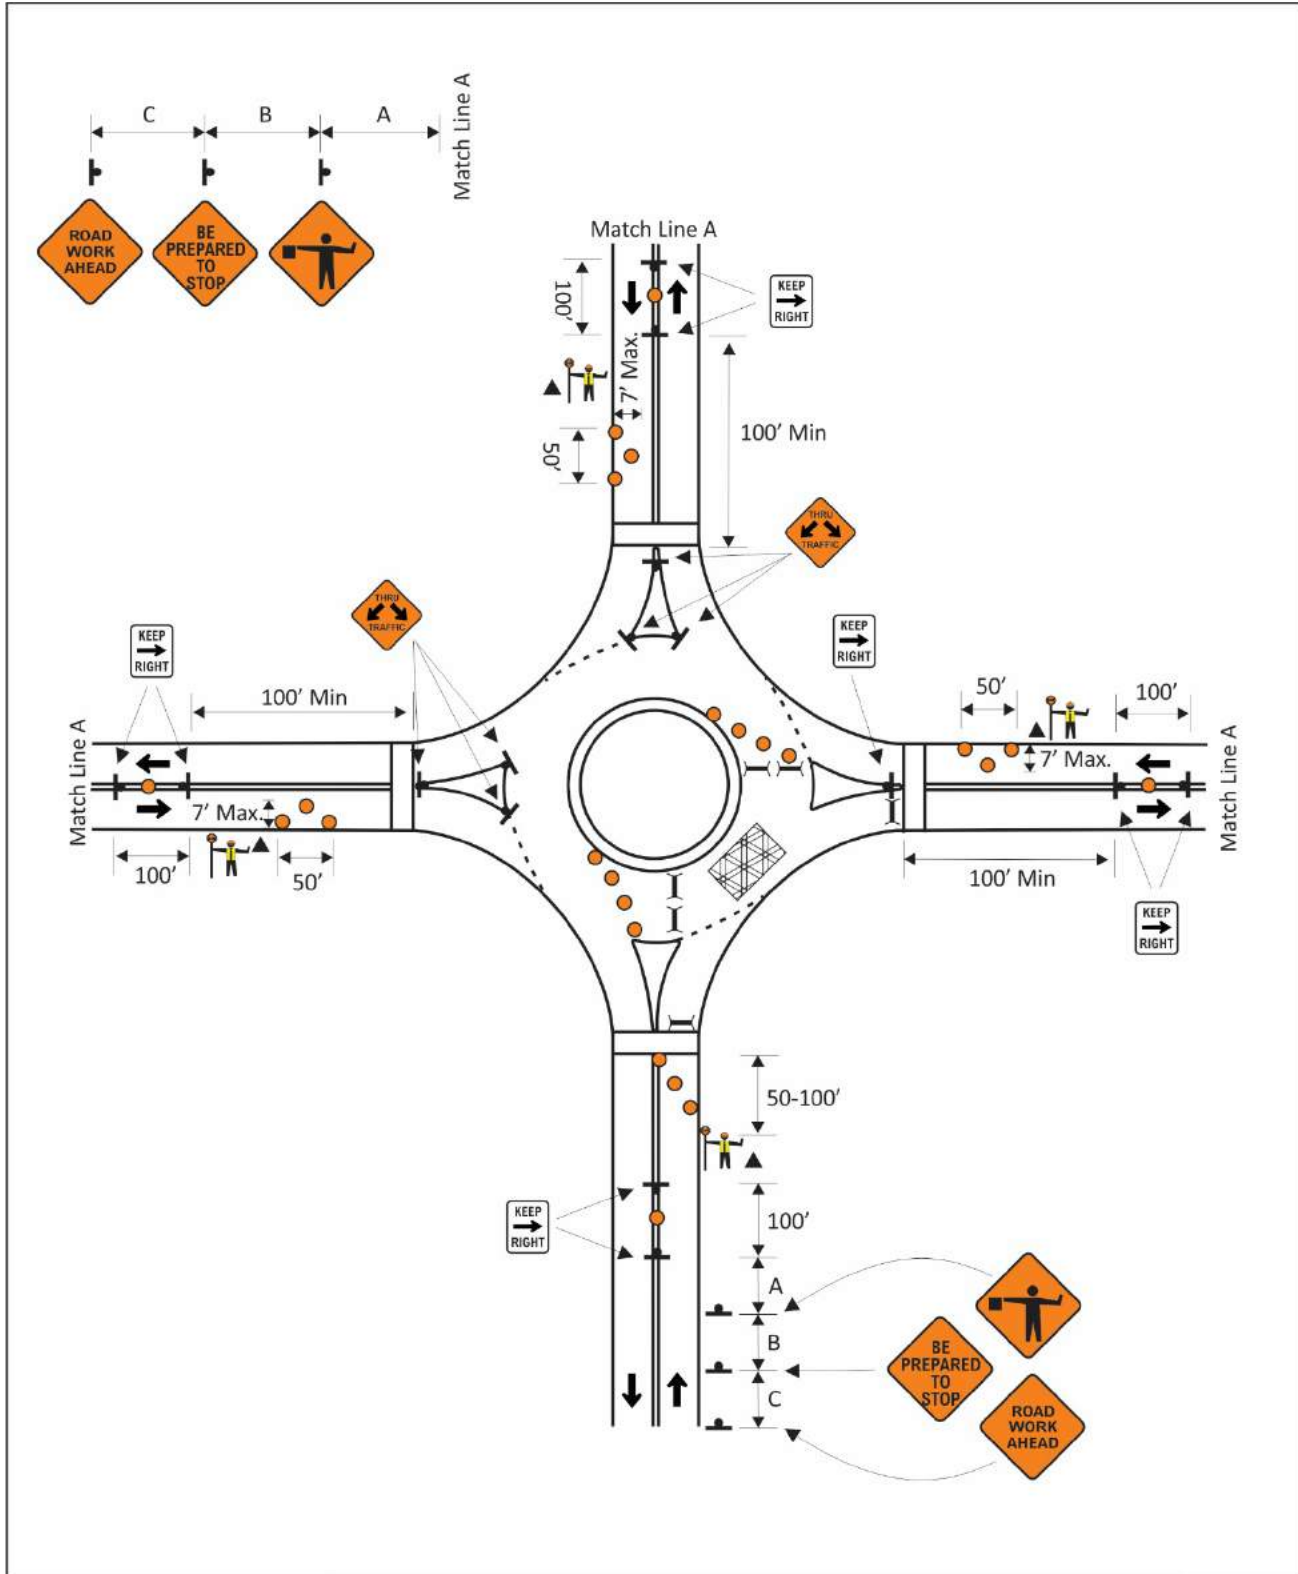 C
B
A
Match Line A
ROAD
WORK
AHEAD
BE
PREPARED
TO
STOP
Match Line A
100'
KEEP
RIGHT
7' Max.
50'
100' Min
THRU
TRAFFIC
THRU
TRAFFIC
KEEP
RIGHT
KEEP
RIGHT
100' Min
50'
100'
Match Line A
7' Max.
7' Max.
Match Line A
100'
50'
100' Min
KEEP
RIGHT
50-100'
KEEP
RIGHT
100'
A
B
C
BE
PREPARED
TO
STOP
ROAD
WORK
AHEAD